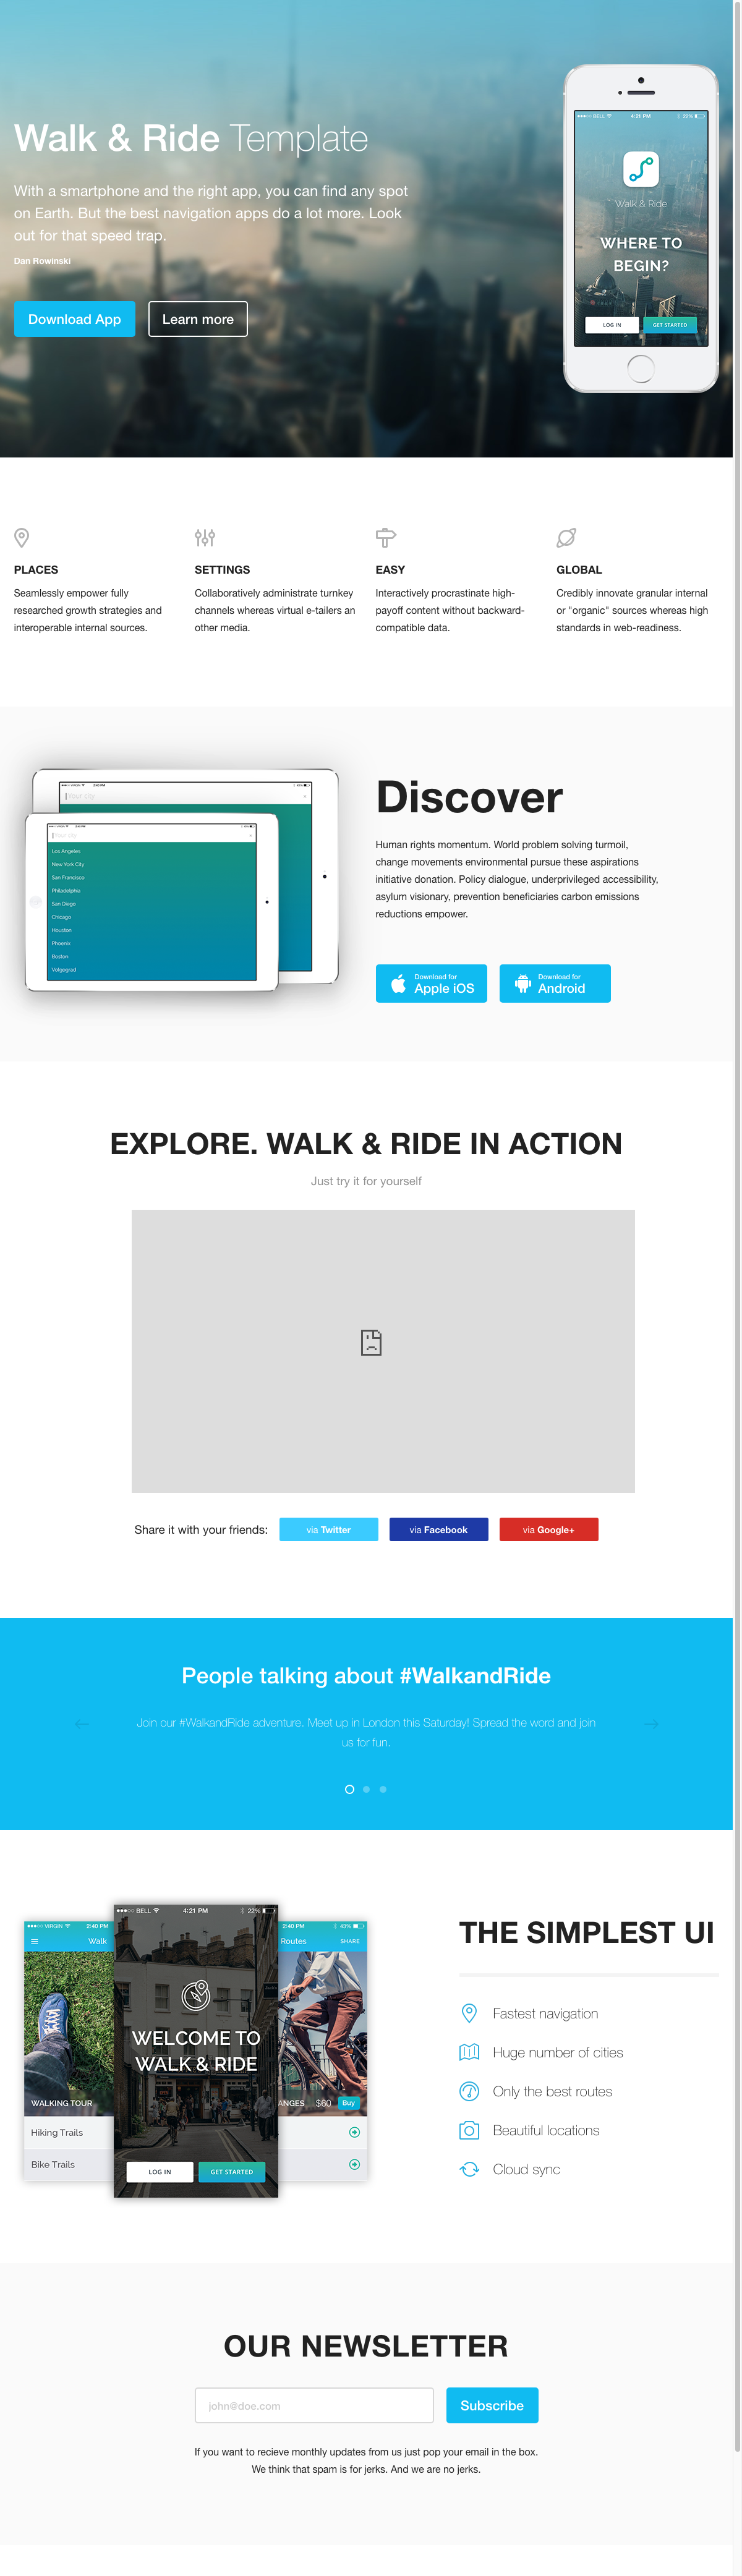 Walk & Ride Template
With a smartphone and the right app, you can find any spot
on Earth. But the best navigation apps do a lot more. Look
out for that speed trap.
Dan Rowinski
Download App
Learn more
BELL
4:21 PM
22%
Walk & Ride
WHERE TO
BEGIN?
LOG IN
GET STARTED
PLACES
Seamlessly empower fully
researched growth strategies and
interoperable internal sources.
SETTINGS
Collaboratively administrate turnkey
channels whereas virtual e-tailers an
other media.
EASY
Interactively procrastinate high-
payoff content without backward-
compatible data.
GLOBAL
Credibly innovate granular internal
or "organic" sources whereas high
standards in web-readiness.
Your city
Your city
Los Angeles
New York City
San Francisco
Philadelphia
San Diego
Chicago
Houston
Phoenix
Boston
Volgograd
Discover
Human rights momentum. World problem solving turmoil,
change movements environmental pursue these aspirations
initiative donation. Policy dialogue, underprivileged accessibility,
asylum visionary, prevention beneficiaries carbon emissions
reductions empower.
Download for
Apple iOS
Download for
Android
EXPLORE. WALK & RIDE IN ACTION
Just try it for yourself
Share it with your friends:
via Twitter
via Facebook
via Google+
People talking about #WalkandRide
Join our #WalkandRide adventure. Meet up in London this Saturday! Spread the word and join
us for fun.
VIRGIN
2:40 PM
Walk
WALKING TOUR
Hiking Trails
Bike Trails
BELL
4:21 PM
22%
WELCOME TO
WALK & RIDE
LOG IN
GET STARTED
2:40 PM
43%
Routes
SHARE
ANGES
$60
Buy
THE SIMPLEST UI
Fastest navigation
Huge number of cities
Only the best routes
Beautiful locations
Cloud sync
OUR NEWSLETTER
john@doe.com
Subscribe
If you want to recieve monthly updates from us just pop your email in the box.
We think that spam is for jerks. And we are no jerks.